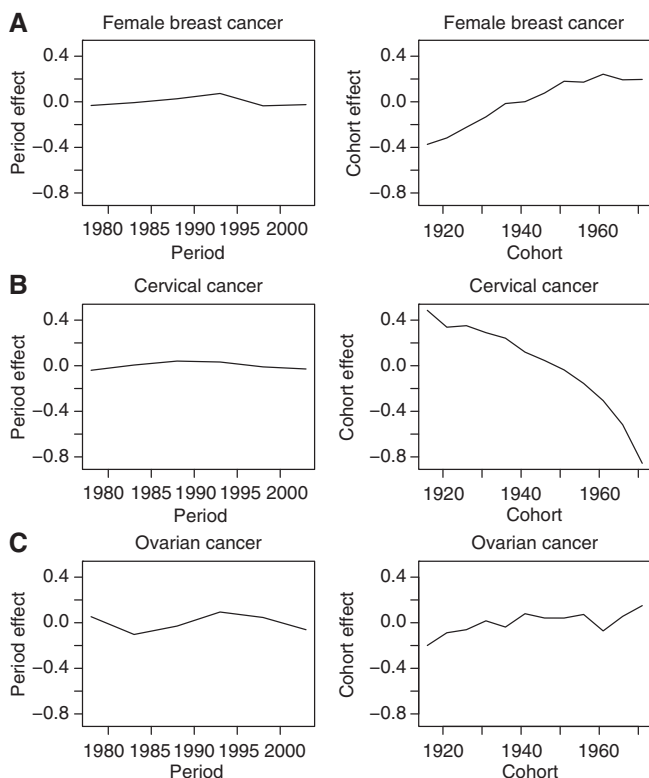 A
Female breast cancer
0.4
0.0
−0.4
−0.8
Period effect
1980 1985 1990 1995 2000
Period
Female breast cancer
0.4
0.0
−0.4
−0.8
Cohort effect
1920 1940 1960
Cohort
B
Cervical cancer
0.4
0.0
−0.4
−0.8
Period effect
1980 1985 1990 1995 2000
Period
Cervical cancer
0.4
0.0
−0.4
−0.8
Cohort effect
1920 1940 1960
Cohort
C
Ovarian cancer
0.4
0.0
−0.4
−0.8
Period effect
1980 1985 1990 1995 2000
Period
Ovarian cancer
0.4
0.0
−0.4
−0.8
Cohort effect
1920 1940 1960
Cohort